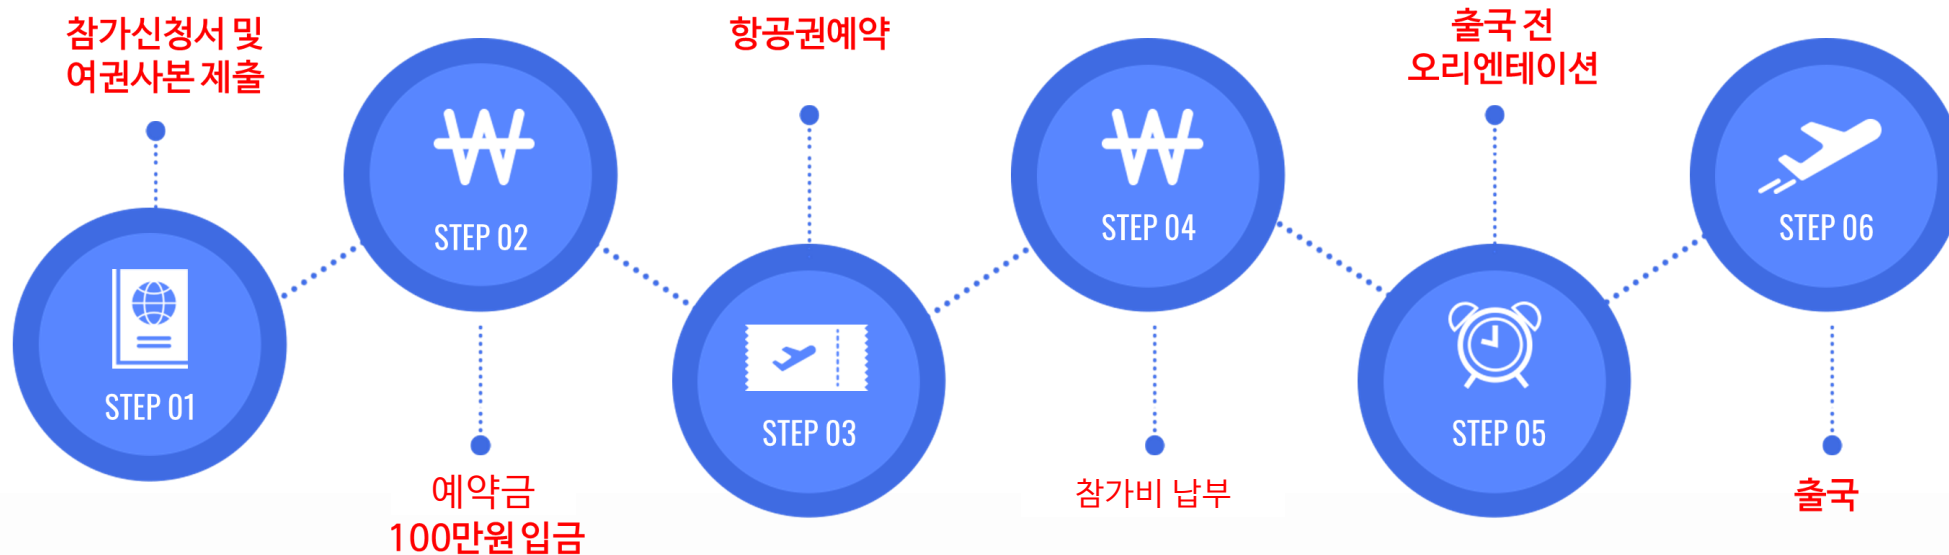 참가신청서 및
여권사본 제출
STEP 01
STEP 02
예약금
100만원 입금
항공권예약
STEP 03
STEP 04
참가비 납부
출국 전
오리엔테이션
STEP 05
STEP 06
출국